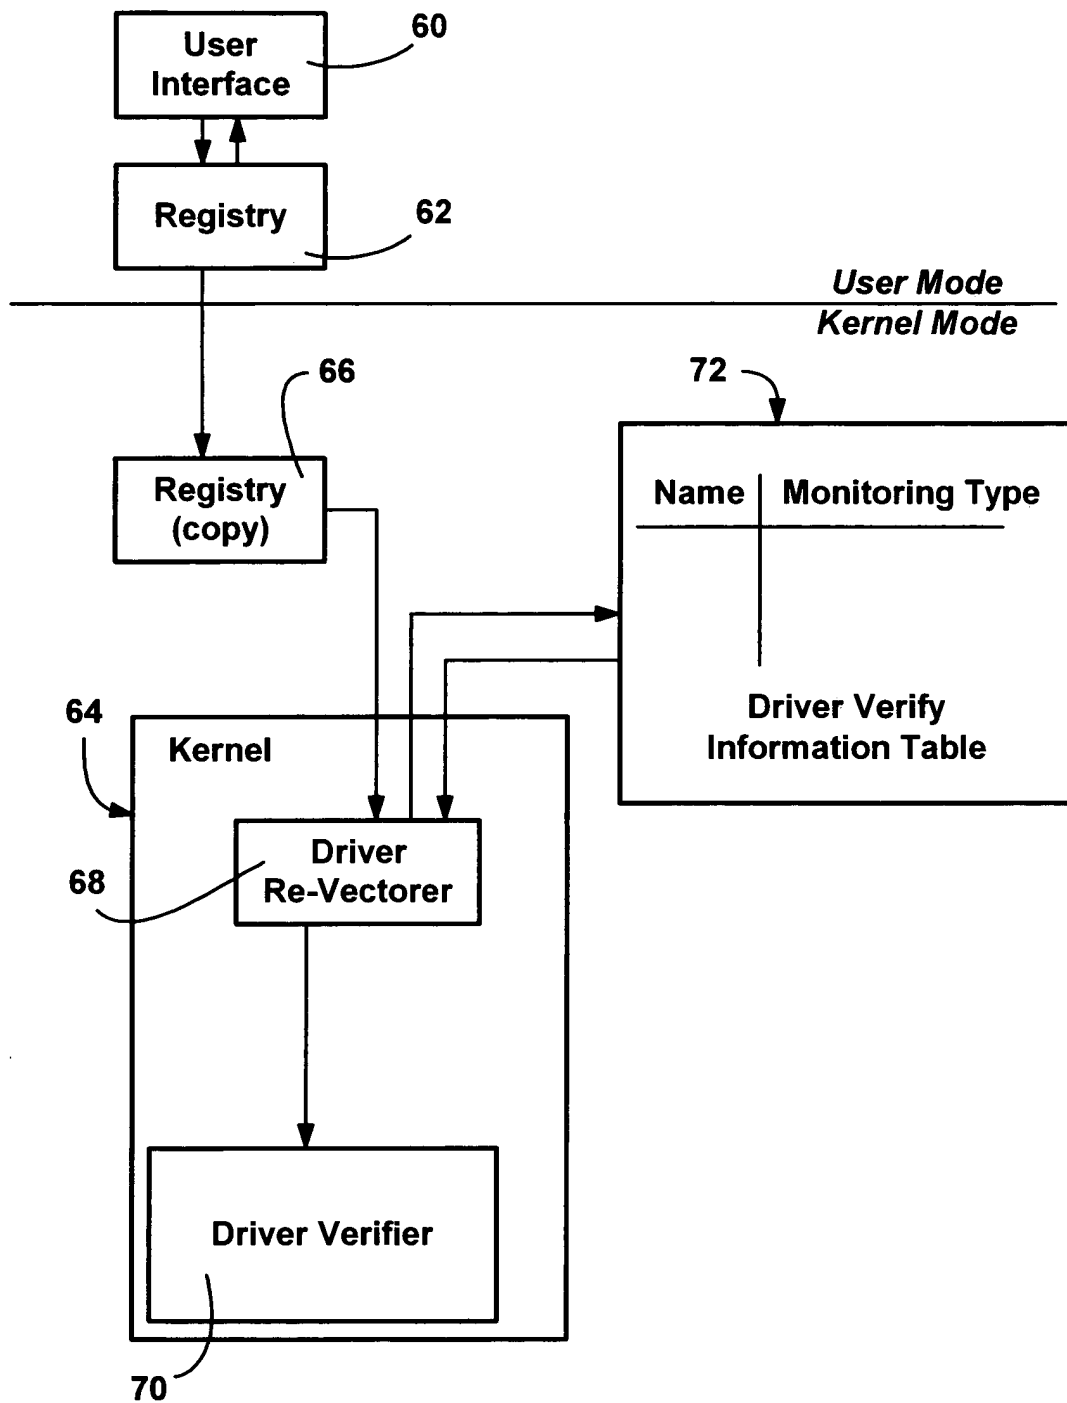 60
User
Interface
Registry
62
User Mode
Kernel Mode
66
72
Registry
(copy)
Name Monitoring Type
64
Driver Verify
Information Table
Kernel
Driver
Re-Vectorer
68
Driver Verifier
70